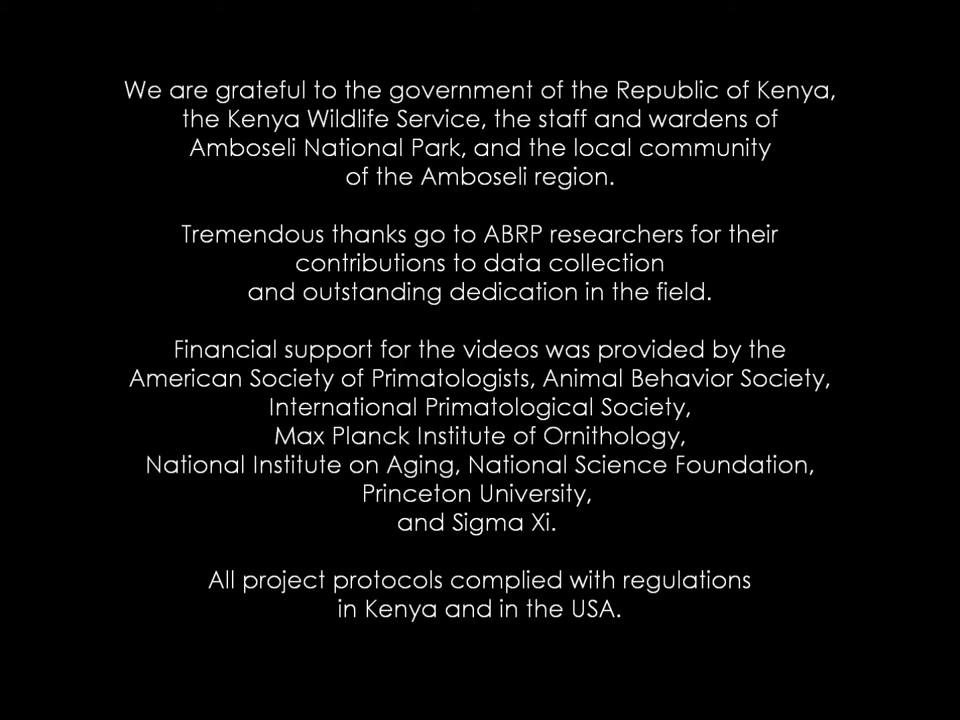 We are grateful to the government of the Republic of Kenya,
the Kenya Wildlife Service, the staff and wardens of
Amboseli National Park, and the local community
of the Amboseli region.
Tremendous thanks go to ABRP researchers for their
contributions to data collection
and outstanding dedication in the field.
Financial support for the videos was provided by the
American Society of Primatologists, Animal Behavior Society,
International Primatological Society,
Max Planck Institute of Ornithology,
National Institute on Aging, National Science Foundation,
Princeton University,
and Sigma Xi.
All project protocols complied with regulations
in Kenya and in the USA.